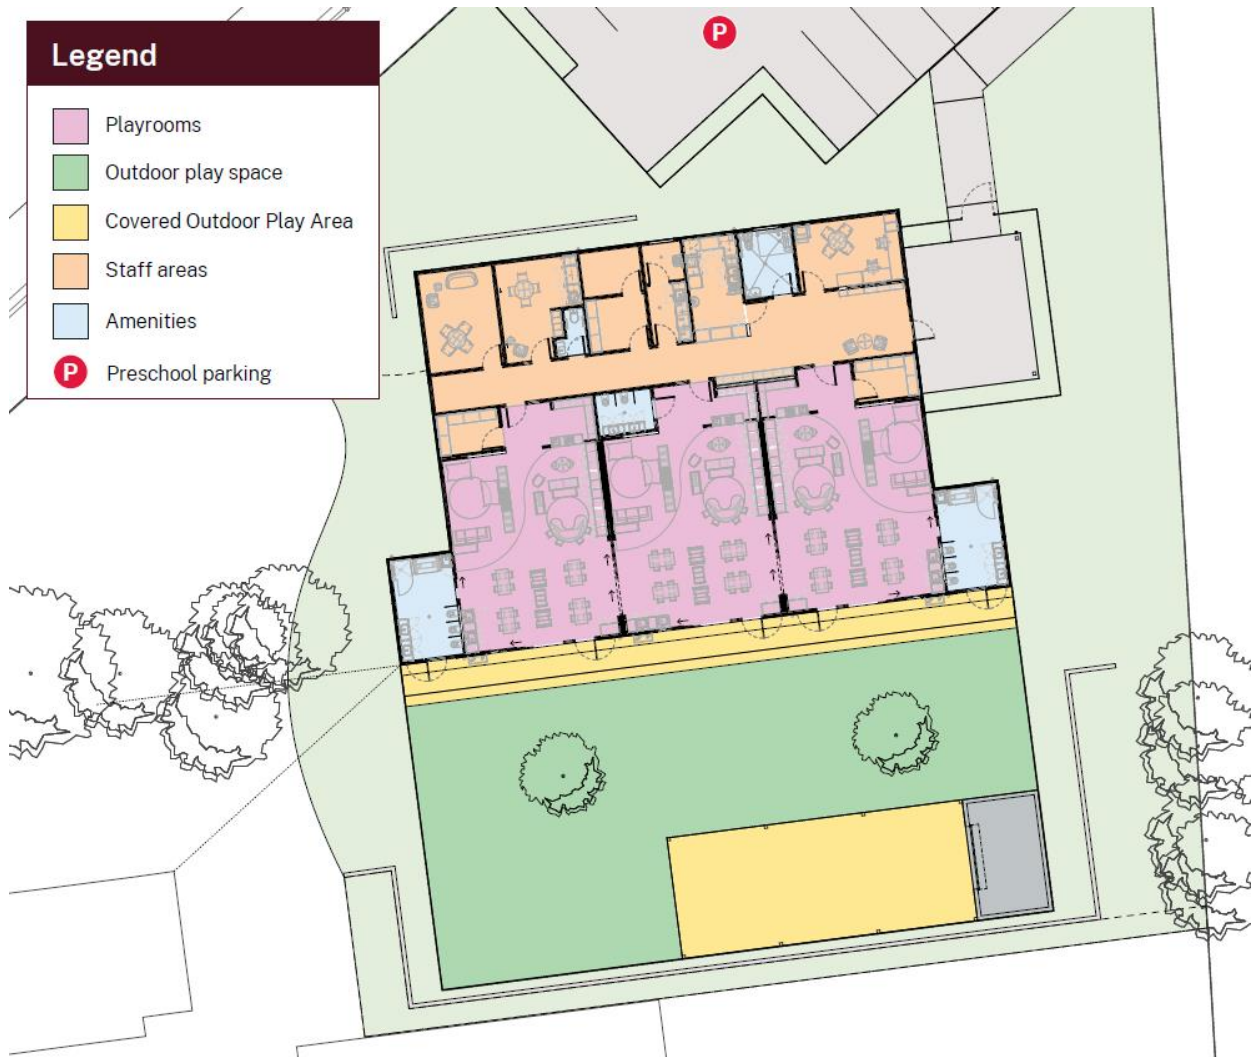 P
Legend
Playrooms
Outdoor play space
Covered Outdoor Play Area
Staff areas
Amenities
P Preschool parking